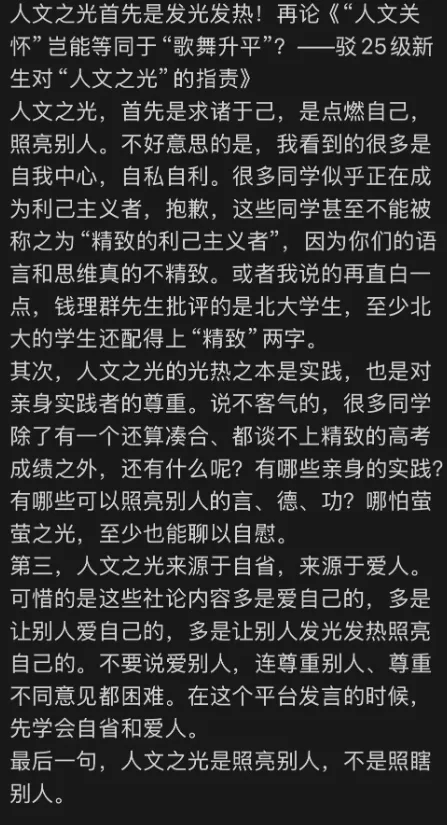 人文之光首先是发光发热！再论《“人文关
怀”岂能等同于“歌舞升平”？——驳25级新
生对“人文之光”的指责》
人文之光，首先是求诸于己，是点燃自己，
照亮别人。不好意思的是，我看到的很多是
自我中心，自私自利。很多同学似乎正在成
为利己主义者，抱歉，这些同学甚至不能被
称之为“精致的利己主义者”，因为你们的语
言和思维真的不精致。或者我说的再直白一
点，钱理群先生批评的是北大学生，至少北
大的学生还配得上“精致”两字。
其次，人文之光的光热之本是实践，也是对
亲身实践者的尊重。说不客气的，很多同学
除了有一个还算凑合、都谈不上精致的高考
成绩之外，还有什么呢？有哪些亲身的实践？
有哪些可以照亮别人的言、德、功？哪怕萤
萤之光，至少也能聊以自慰。
第三，人文之光来源于自省，来源于爱人。
可惜的是这些社论内容多是爱自己的，多是
让别人爱自己的，多是让别人发光发热照亮
自己的。不要说爱别人，连尊重别人、尊重
不同意见都困难。在这个平台发言的时候，
先学会自省和爱人。
最后一句，人文之光是照亮别人，不是照瞎
别人。